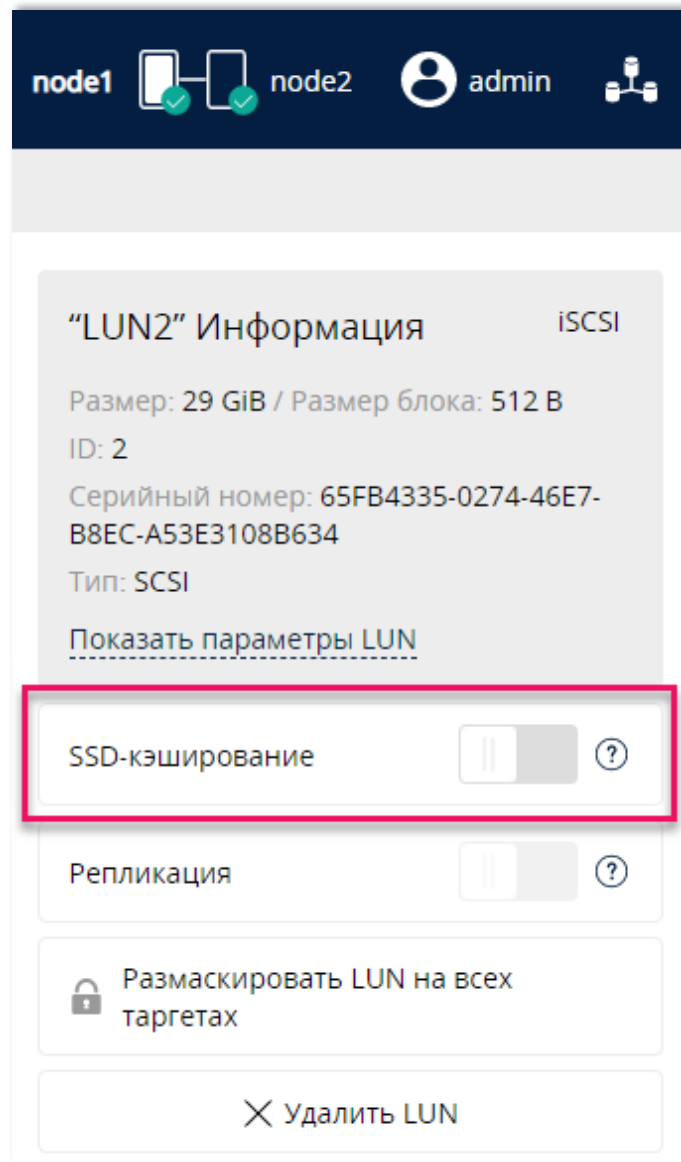 node1 node2 admin
“LUN2” Информация iSCSI
Размер: 29 GiB / Размер блока: 512 B
ID: 2
Серийный номер: 65FB4335-0274-46E7-
B8EC-A53E3108B634
Тип: SCSI
Показать параметры LUN
SSD-кэширование ?
Репликация ?
Размаскировать LUN на всех
таргетах
Удалить LUN